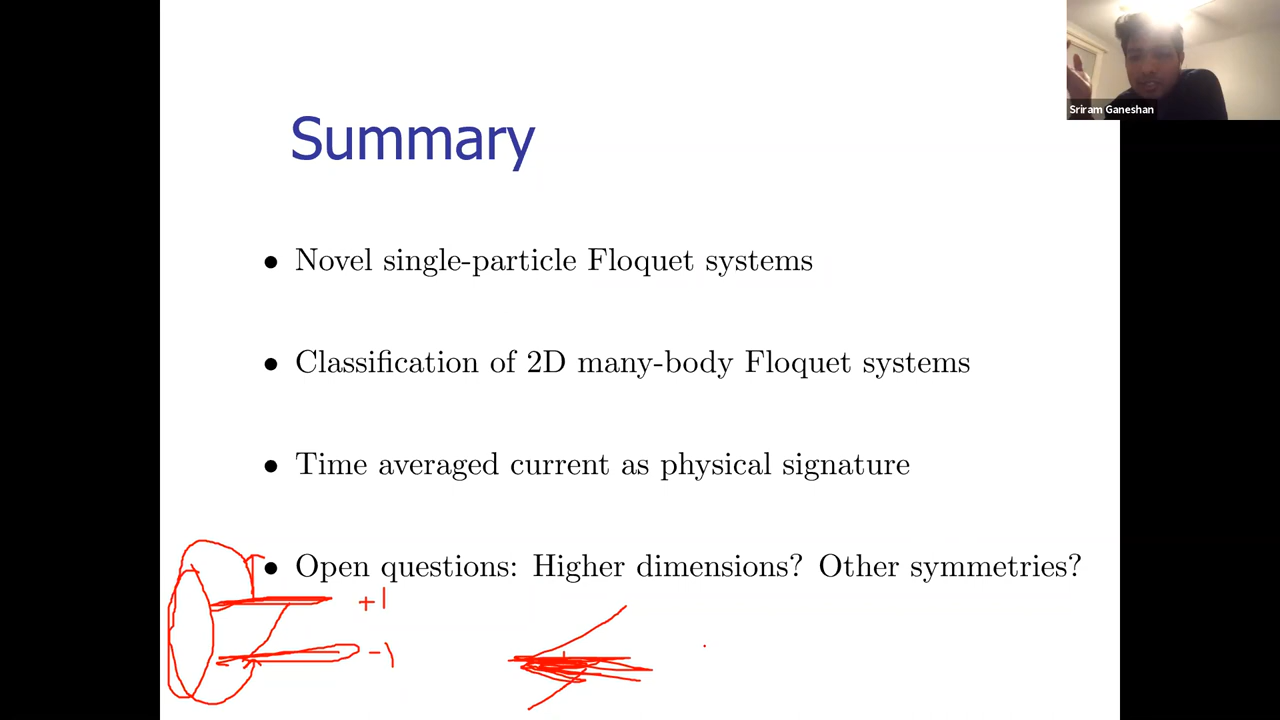 Sriram Ganeshan
Summary
• Novel single-particle Floquet systems
• Classification of 2D many-body Floquet systems
• Time averaged current as physical signature
• Open questions: Higher dimensions? Other symmetries?
+1
-1